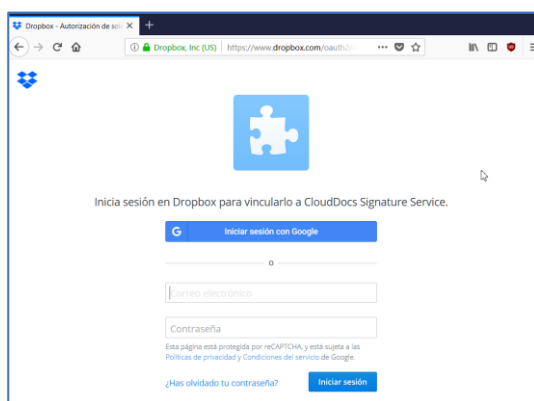 Dropbox - Autorización de soli
Dropbox, Inc (US) https://www.dropbox.com/oauth2/
Inicia sesión en Dropbox para vincularlo a CloudDocs Signature Service.
G Iniciar sesión con Google
o
Correo electrónico
Contraseña
Esta página está protegida por reCAPTCHA, y está sujeta a las
Políticas de privacidad y Condiciones del servicio de Google.
¿Has olvidado tu contraseña? Iniciar sesión